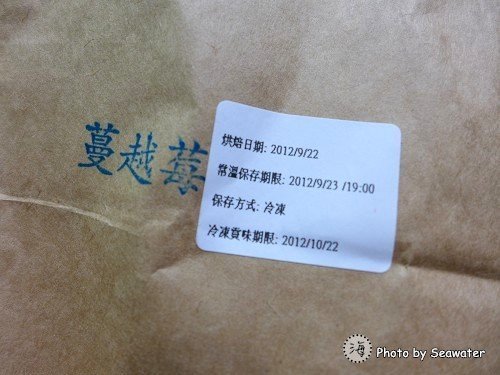 蔓越莓
烘焙日期: 2012/9/22
常溫保存期限: 2012/9/23 /19:00
保存方式: 冷凍
冷凍賞味期限: 2012/10/22
海 Photo by Seawater